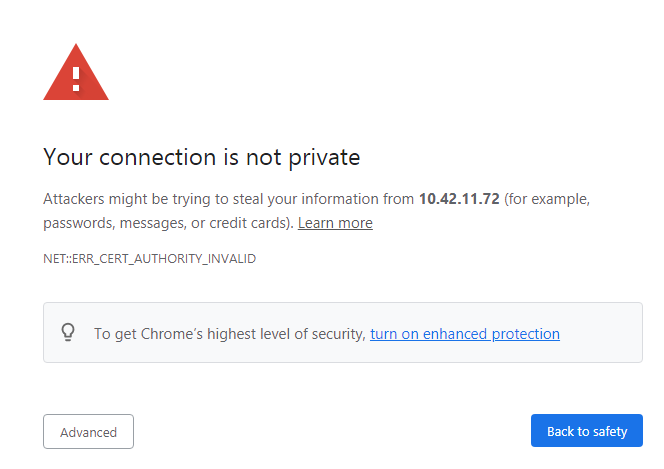 Your connection is not private
Attackers might be trying to steal your information from 10.42.11.72 (for example,
passwords, messages, or credit cards). Learn more
NET::ERR_CERT_AUTHORITY_INVALID
To get Chrome's highest level of security, turn on enhanced protection
Advanced
Back to safety